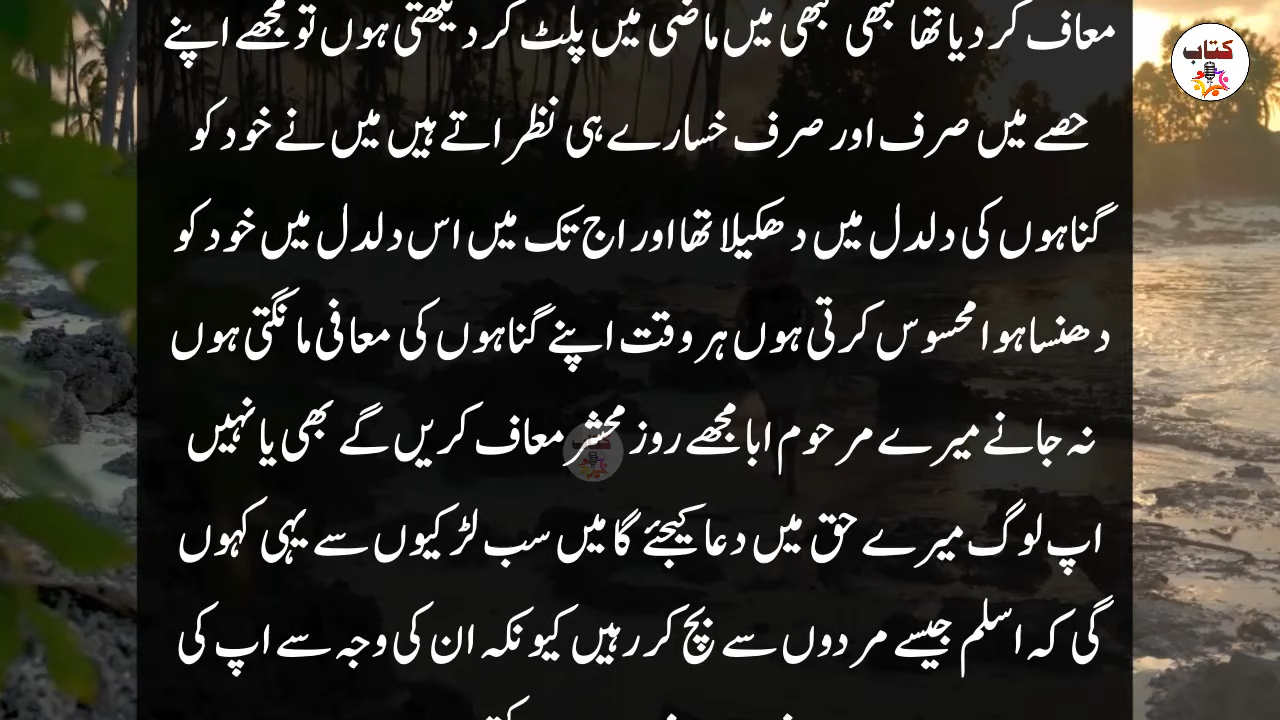 معاف کر دیا تھا کبھی کبھی میں ماضی میں پلٹ کر دیکھتی ہوں تو مجھے اپنے
حصے میں صرف اور صرف خسارے ہی نظر اتے ہیں میں نے خود کو
گناہوں کی دلدل میں دھکیلا تھا اور اج تک میں اس دلدل میں خود کو
دھنسا ہوا محسوس کرتی ہوں ہر وقت اپنے گناہوں کی معافی مانگتی ہوں
نہ جانے میرے مرحوم ابا مجھے روز محشر معاف کریں گے بھی یا نہیں
اپ لوگ میرے حق میں دعا کیجئے گا میں سب لڑکیوں سے یہی کہوں
گی کہ اسلم جیسے مردوں سے بچ کر رہیں کیونکہ ان کی وجہ سے اپ کی
کتاب
کتاب